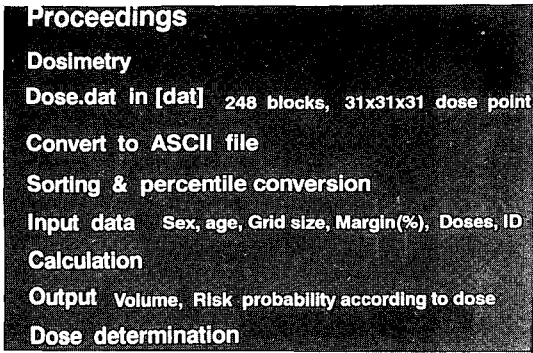 Proceedings
Dosimetry
Dose.dat in [dat] 248 blocks, 31x31x31 dose point
Convert to ASCII file
Sorting & percentile conversion
Input data Sex, age, Grid size, Margin(%), Doses, ID
Calculation
Output Volume, Risk probability according to dose
Dose determination